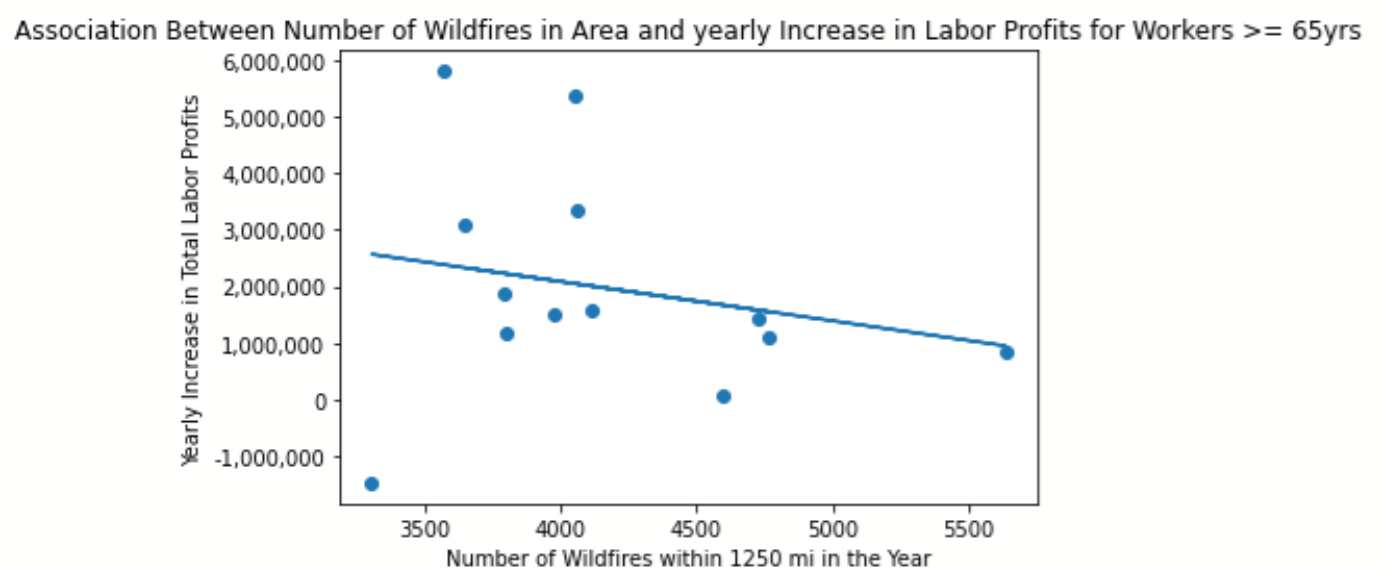 Association Between Number of Wildfires in Area and yearly Increase in Labor Profits for Workers >= 65yrs
Yearly Increase in Total Labor Profits
6,000,000
5,000,000
4,000,000
3,000,000
2,000,000
1,000,000
0
-1,000,000
3500 4000 4500 5000 5500
Number of Wildfires within 1250 mi in the Year